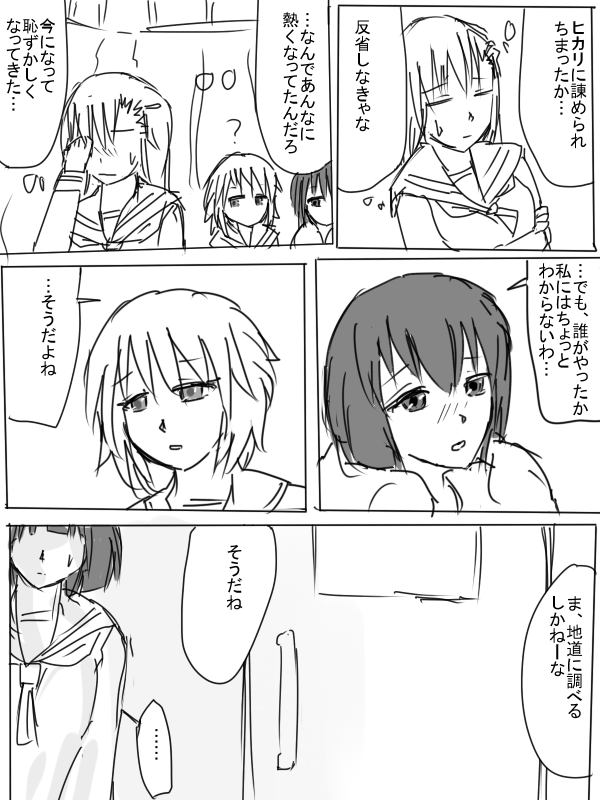 ヒカリに諌められ
ちまったか…
反省しなきゃな
…なんであんなに
熱くなってたんだろ
今になって
恥ずかしく
なってきた…
?
…でも、誰がやったか
私にはちょっと
わからないわ…
…そうだよね
ま、地道に調べる
しかねーな
そうだね
……